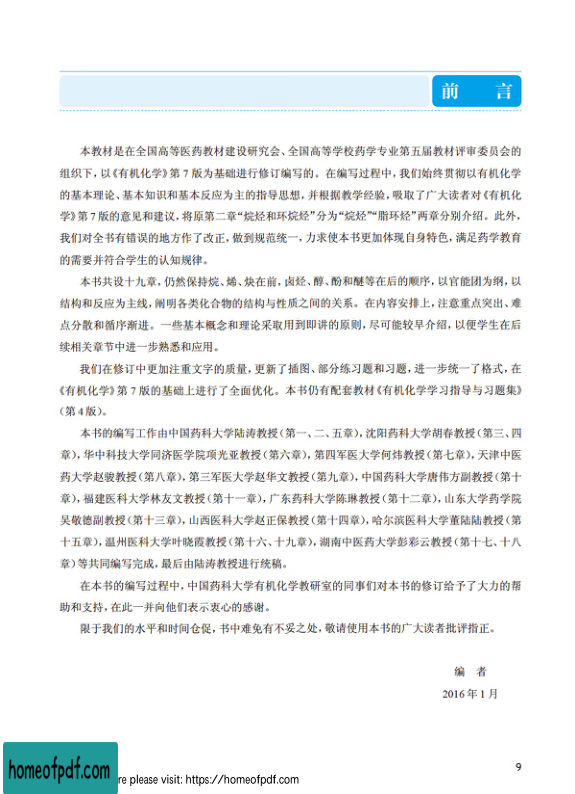 前 言
本教材是在全国高等医药教材建设研究会、全国高等学校药学专业第五届教材评审委员会的
组织下，以《有机化学》第 7 版为基础进行修订编写的。在编写过程中，我们始终贯彻以有机化学
的基本理论、基本知识和基本反应为主的指导思想，并根据教学经验，吸取了广大读者对《有机化
学》第 7 版的意见和建议，将原第二章“烷烃和环烷烃”分为“烷烃”“脂环烃”两章分别介绍。此外，
我们对全书有错误的地方作了改正，做到规范统一，力求使本书更加体现自身特色，满足药学教育
的需要并符合学生的认知规律。
本书共设十九章，仍然保持烷、烯、炔在前，卤烃、醇、酚和醚等在后的顺序，以官能团为纲，以
结构和反应为主线，阐明各类化合物的结构与性质之间的关系。在内容安排上，注意重点突出、难
点分散和循序渐进。一些基本概念和理论采取用到即讲的原则，尽可能较早介绍，以便学生在后
续相关章节中进一步熟悉和应用。
我们在修订中更加注重文字的质量，更新了插图、部分练习题和习题，进一步统一了格式，在
《有机化学》第 7 版的基础上进行了全面优化。本书仍有配套教材《有机化学学习指导与习题集》
（第 4 版）。
本书的编写工作由中国药科大学陆涛教授（第一、二、五章），沈阳药科大学胡春教授（第三、四
章），华中科技大学同济医学院项光亚教授（第六章），第四军医大学何炜教授（第七章），天津中医
药大学赵骏教授（第八章），第三军医大学赵华文教授（第九章），中国药科大学唐伟方副教授（第十
章），福建医科大学林友文教授（第十一章），广东药科大学陈琳教授（第十二章），山东大学药学院
吴敬德副教授（第十三章），山西医科大学赵正保教授（第十四章），哈尔滨医科大学董陆陆教授（第
十五章），温州医科大学叶晓霞教授（第十六、十九章），湖南中医药大学彭彩云教授（第十七、十八
章）等共同编写完成，最后由陆涛教授进行统稿。
在本书的编写过程中，中国药科大学有机化学教研室的同事们对本书的修订给予了大力的帮
助和支持，在此一并向他们表示衷心的感谢。
限于我们的水平和时间仓促，书中难免有不妥之处，敬请使用本书的广大读者批评指正。
编 者
2016 年 1 月
9
homeofpdf.com
re please visit: https://homeofpdf.com